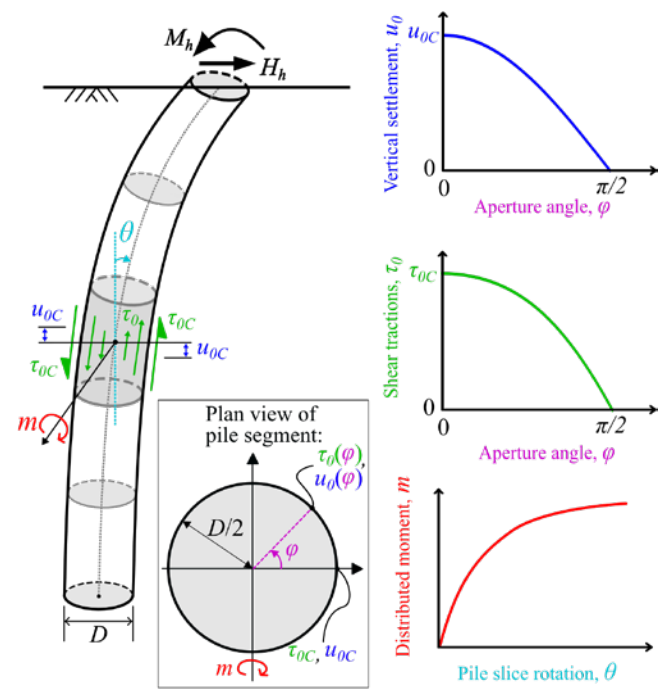 M_h
H_h
θ
u_0C
τ_0
τ_0C
τ_0C
u_0C
m
D
Plan view of
pile segment:
τ_0(φ),
u_0(φ)
D/2
φ
m
τ_0C, u_0C
Vertical settlement, u_0
u_0C
0
0
π/2
Aperture angle, φ
Shear tractions, τ_0
τ_0C
0
0
π/2
Aperture angle, φ
Distributed moment, m
Pile slice rotation, θ